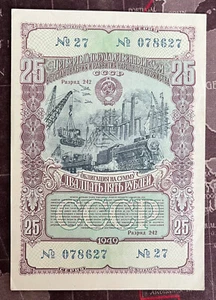 № 27 № 078627
25 25
СССР
Разряд 242
ОБЛИГАЦИЯ НА СУММУ
ДВАДЦАТЬ ПЯТЬ РУБЛЕЙ
СССР
25 25
Разряд 242
1949
№ 078627 № 27